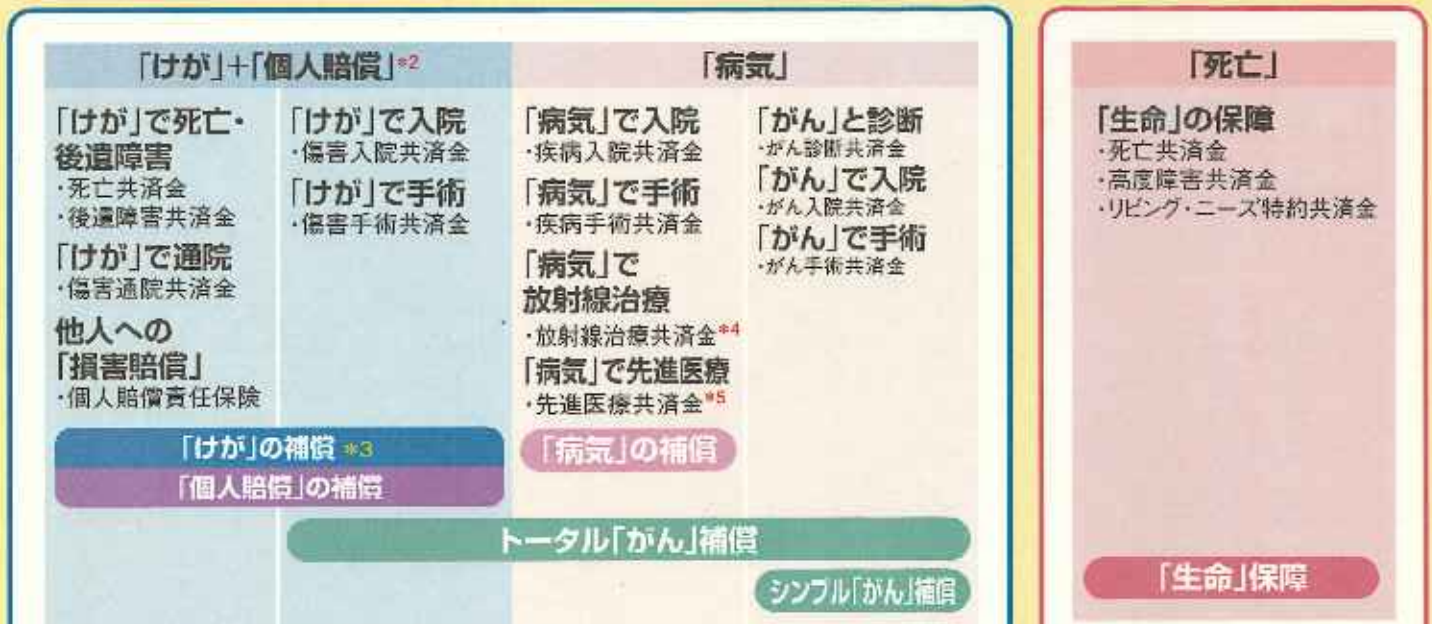 「けが」+「個人賠償」*2
「けが」で死亡・
後遺障害
・死亡共済金
・後遺障害共済金
「けが」で通院
・傷害通院共済金
他人への
「損害賠償」
・個人賠償責任保険
「けが」で入院
・傷害入院共済金
「けが」で手術
・傷害手術共済金
「けが」の補償 *3
「個人賠償」の補償
「病気」
「病気」で入院
・疾病入院共済金
「病気」で手術
・疾病手術共済金
「病気」で
放射線治療
・放射線治療共済金*4
「病気」で先進医療
・先進医療共済金*5
「病気」の補償
「がん」と診断
・がん診断共済金
「がん」で入院
・がん入院共済金
「がん」で手術
・がん手術共済金
トータル「がん」補償
シンプル「がん」補償
「死亡」
「生命」の保障
・死亡共済金
・高度障害共済金
・リビング・ニーズ特約共済金
「生命」保障